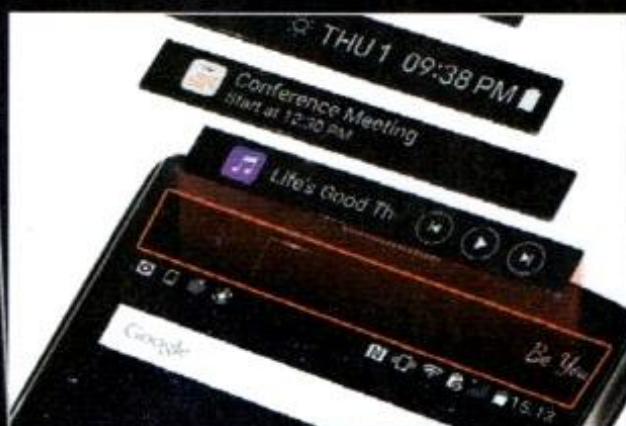 THU 1 09:38 PM
Conference Meeting
Start at 12:30 PM
Life's Good Th
Be You
Google
15:12